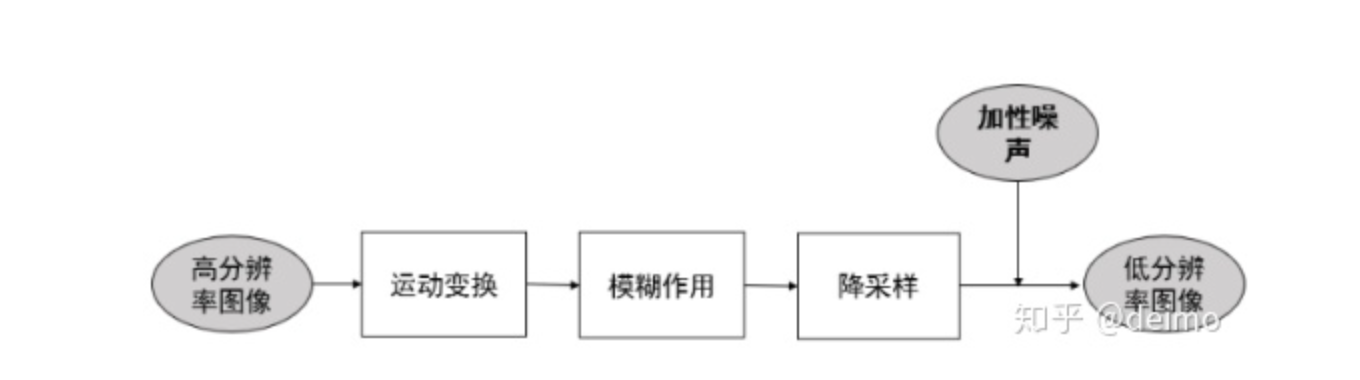 加性噪
声
高分辨
率图像
运动变换
模糊作用
降采样
低分辨
率图像
知乎 @deimo